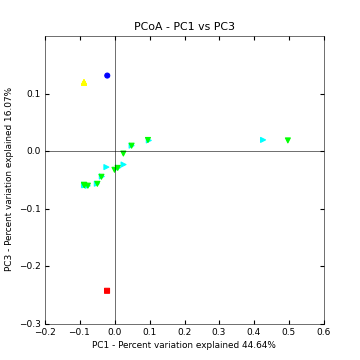 PCoA - PC1 vs PC3
PC3 - Percent variation explained 16.07%
0.1
0.0
−0.1
−0.2
−0.3
−0.2 −0.1 0.0 0.1 0.2 0.3 0.4 0.5 0.6
PC1 - Percent variation explained 44.64%